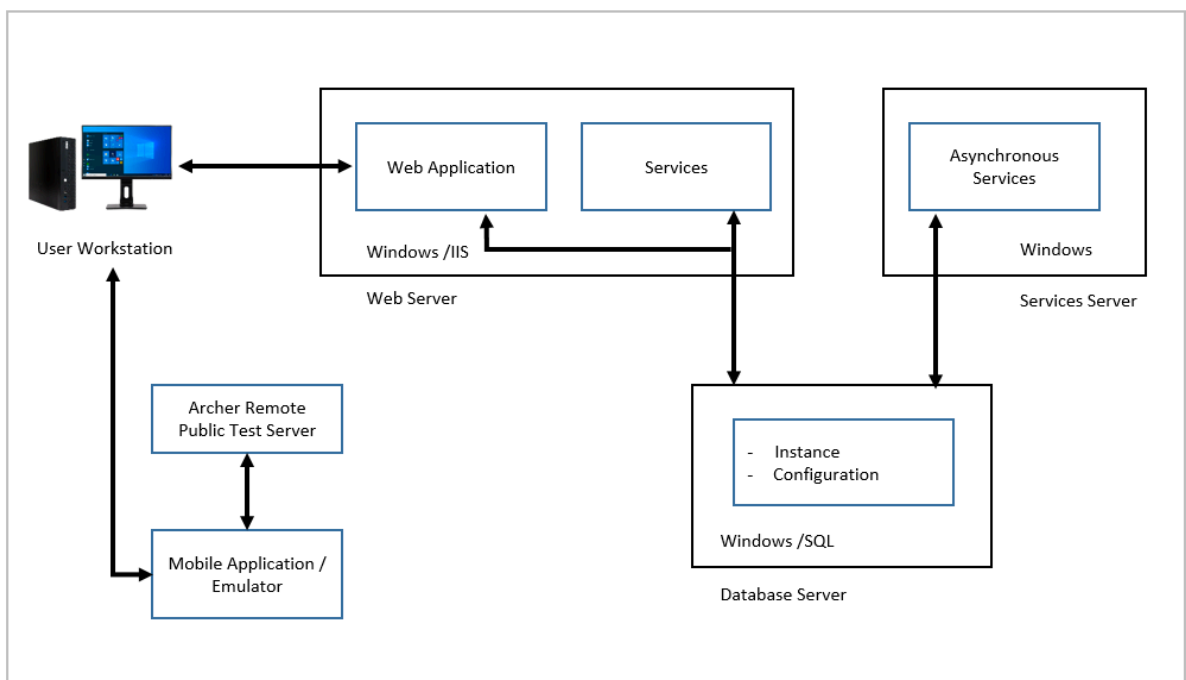 Web Application
Services
Asynchronous
Services
User Workstation
Windows /IIS
Windows
Web Server
Services Server
Archer Remote
Public Test Server
- Instance
- Configuration
Windows /SQL
Mobile Application /
Emulator
Database Server